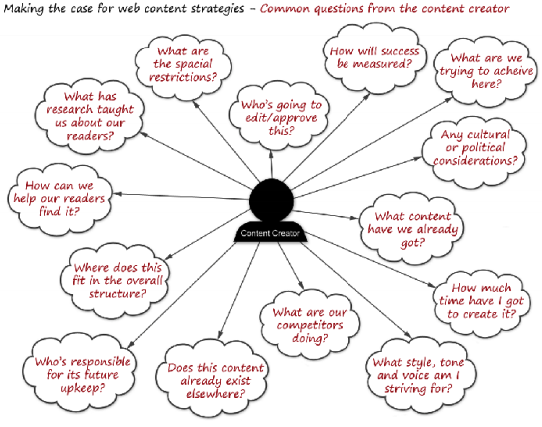 Making the case for web content strategies - Common questions from the content creator
What are
the spacial
restrictions?
How will success
be measured?
What are we
trying to acheive
here?
What has
research taught
us about our
readers?
Who's going to
edit/approve
this?
Any cultural
or political
considerations?
How can we
help our readers
find it?
What content
have we already
got?
Content Creator
Where does this
fit in the overall
structure?
How much
time have I got
to create it?
What are our
competitors
doing?
Who's responsible
for its future
upkeep?
Does this content
already exist
elsewhere?
What style, tone
and voice am I
striving for?